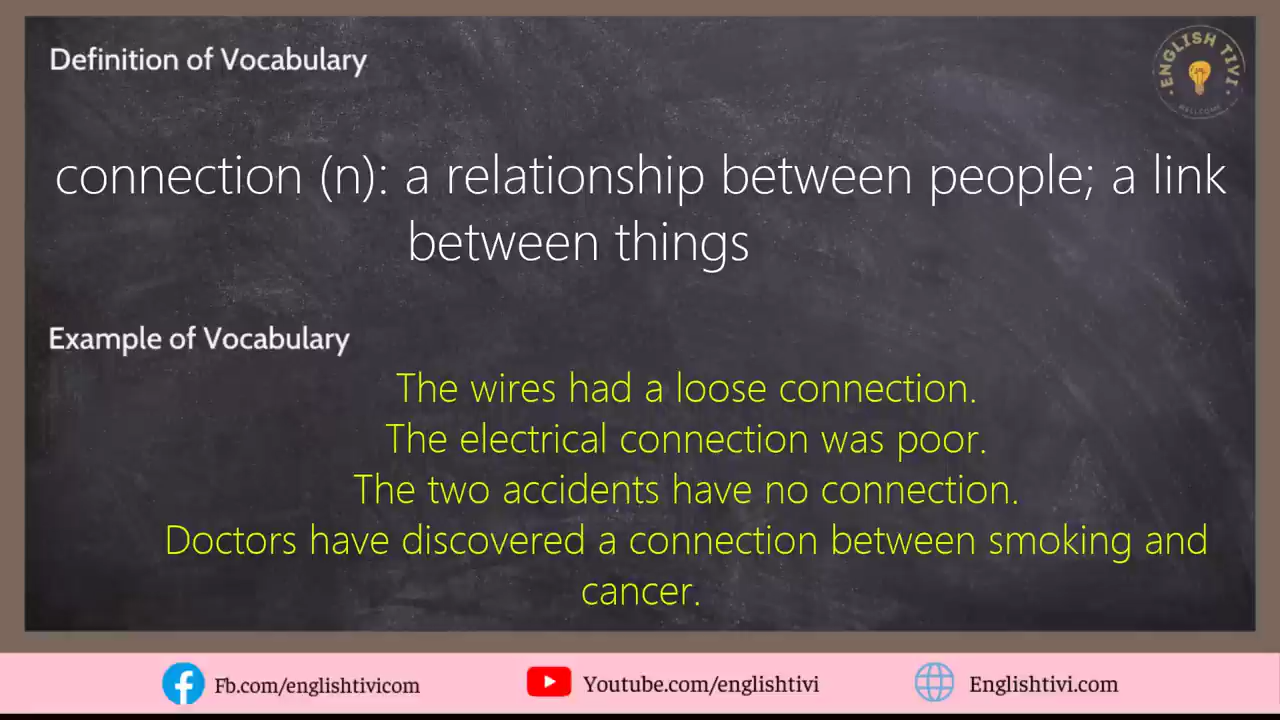 Definition of Vocabulary
ENGLISH TIVI
WELLCOME
connection (n): a relationship between people; a link
between things
Example of Vocabulary
The wires had a loose connection.
The electrical connection was poor.
The two accidents have no connection.
Doctors have discovered a connection between smoking and
cancer.
Fb.com/englishtivicom
Youtube.com/englishtivi
Englishtivi.com